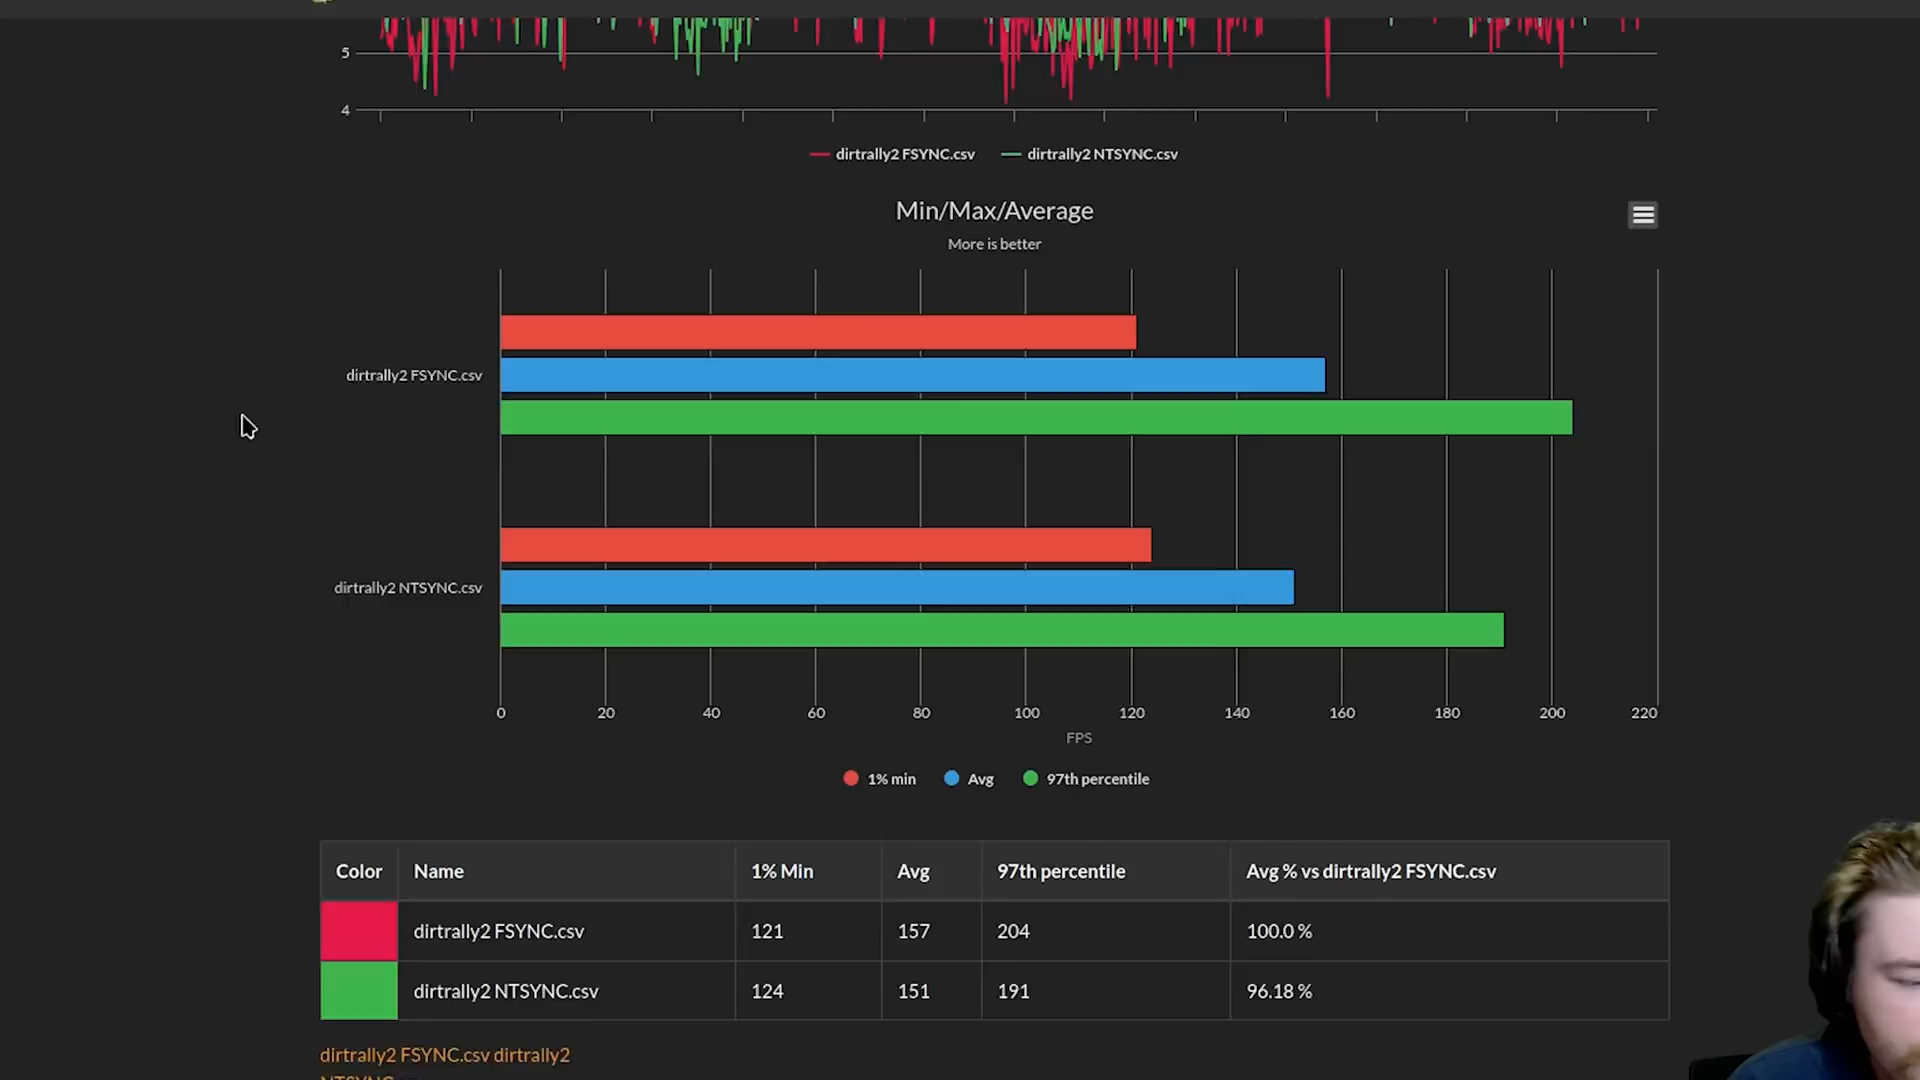 5
4
dirtrally2 FSYNC.csv dirtrally2 NTSYNC.csv
Min/Max/Average
More is better
dirtrally2 FSYNC.csv
dirtrally2 NTSYNC.csv
0 20 40 60 80 100 120 140 160 180 200 220
FPS
1% min Avg 97th percentile
Color Name 1% Min Avg 97th percentile Avg % vs dirtrally2 FSYNC.csv
dirtrally2 FSYNC.csv 121 157 204 100.0 %
dirtrally2 NTSYNC.csv 124 151 191 96.18 %
dirtrally2 FSYNC.csv dirtrally2